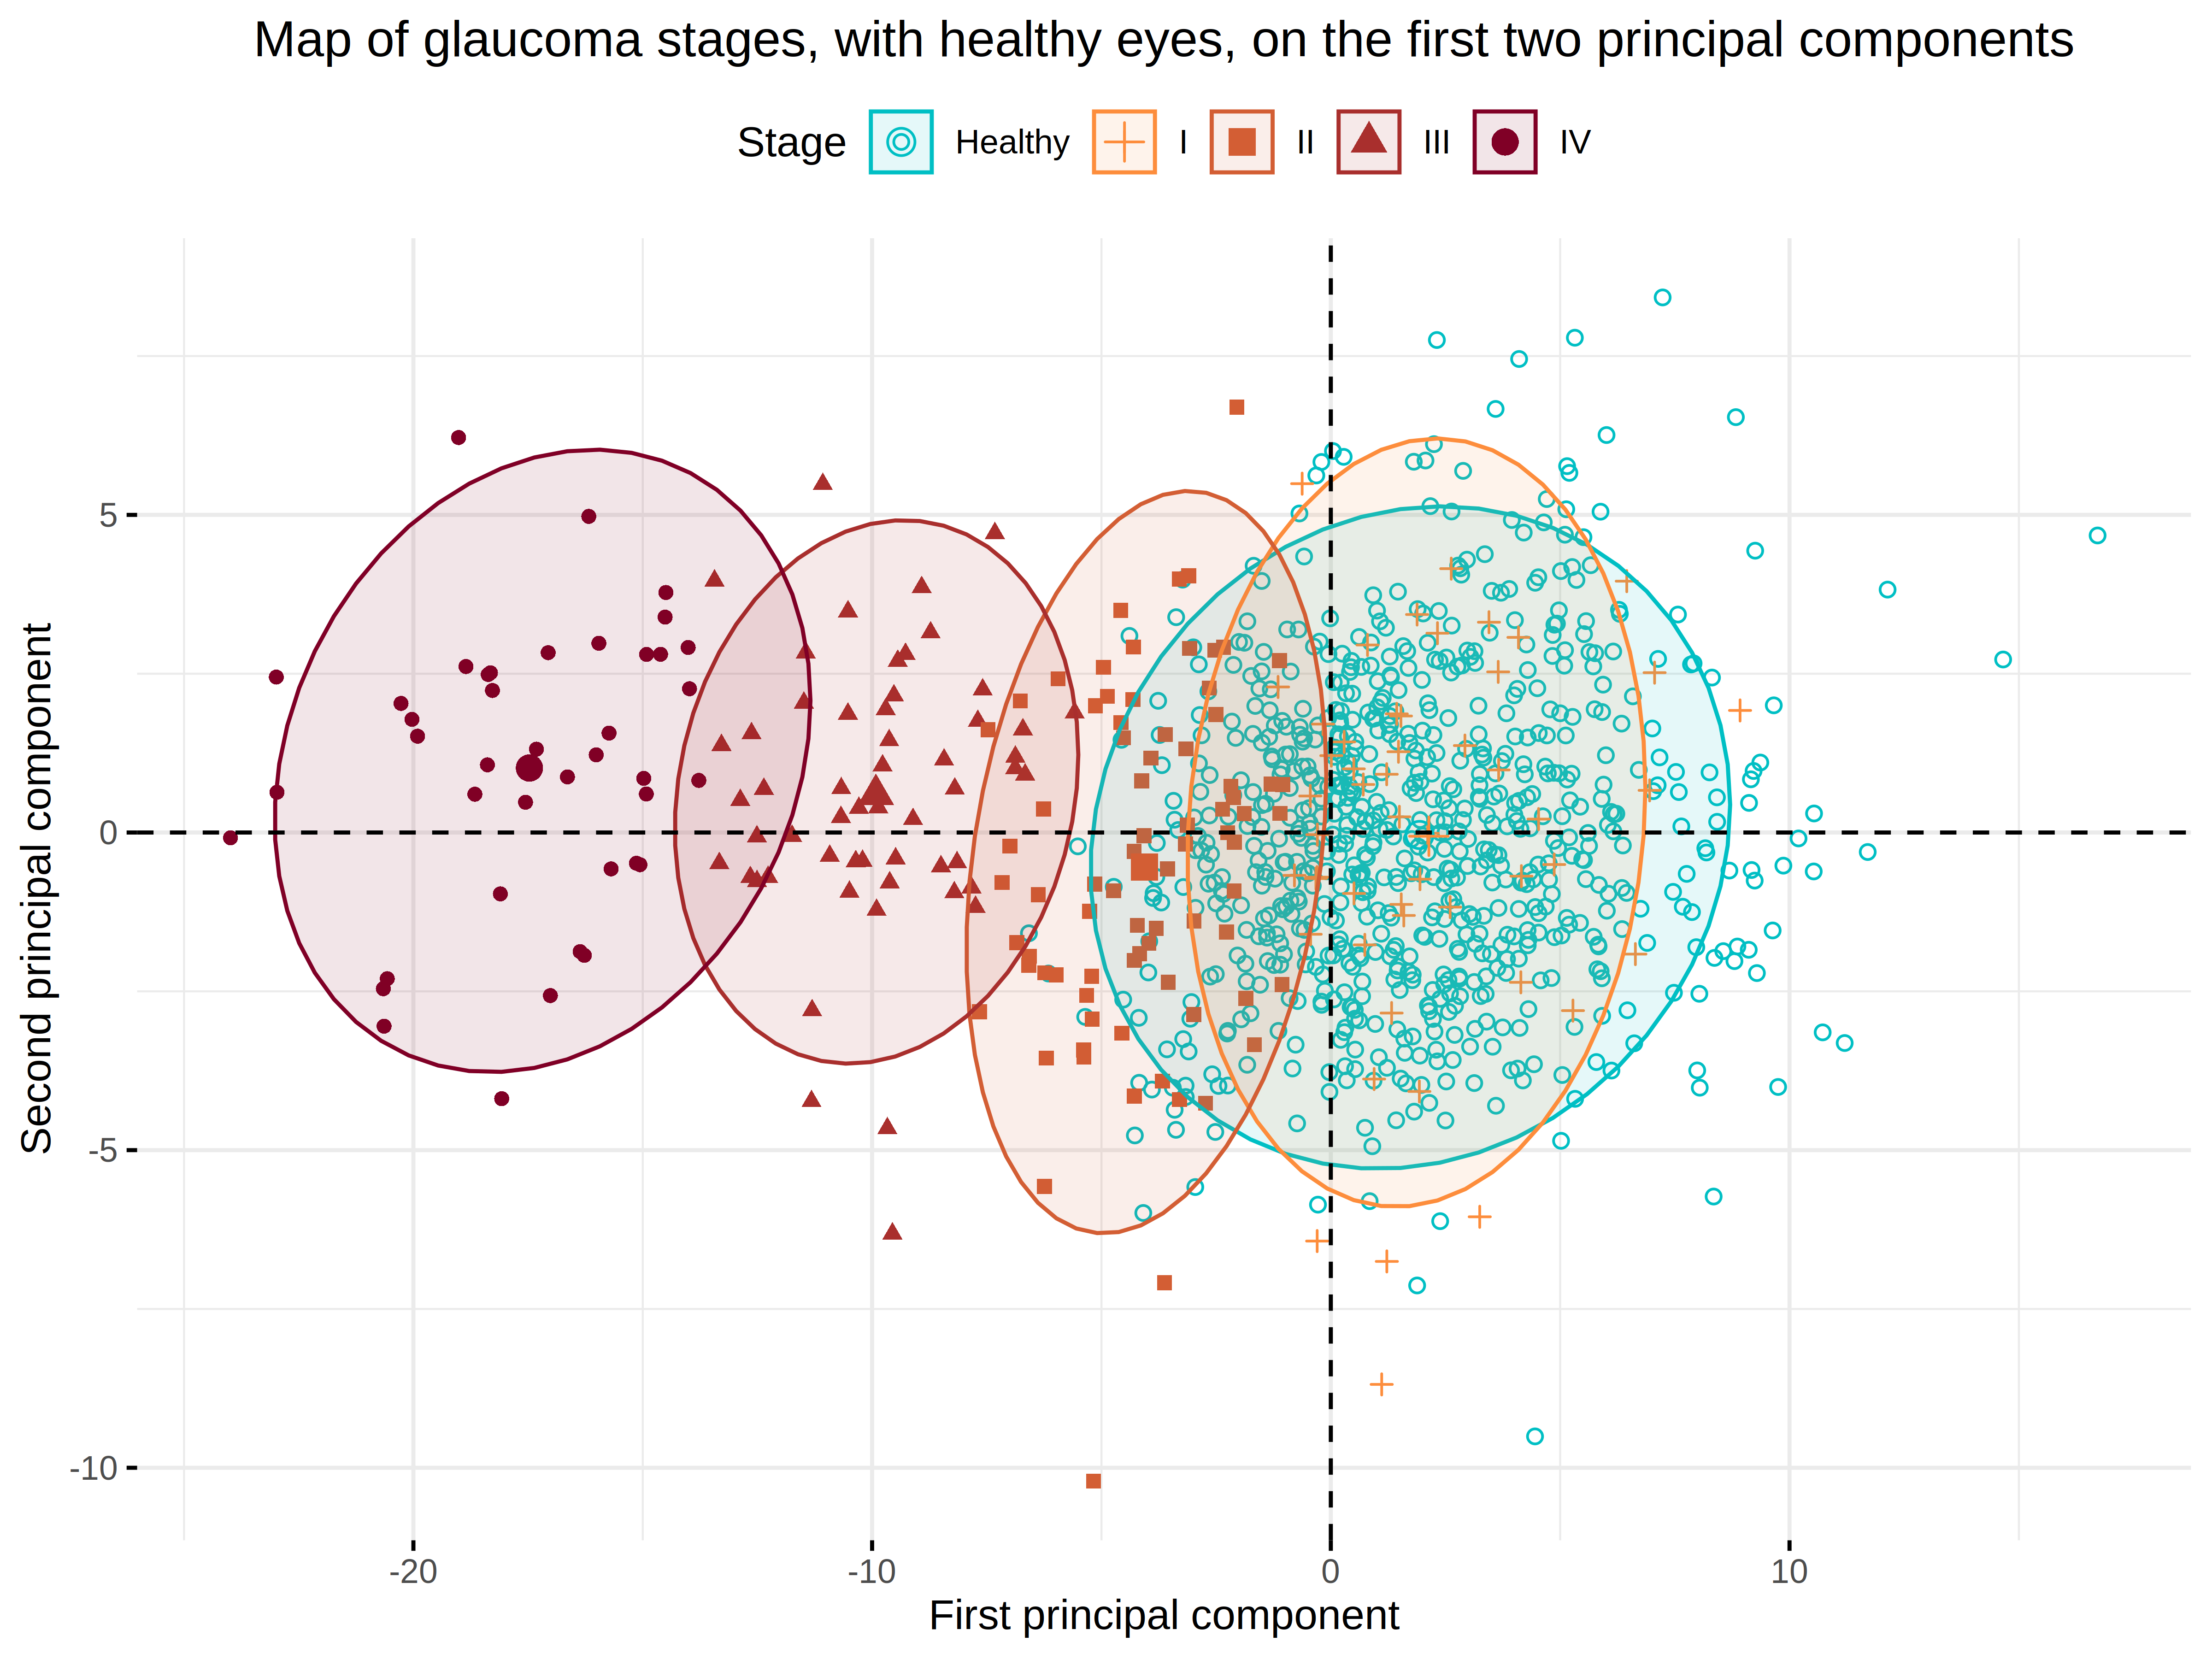 Map of glaucoma stages, with healthy eyes, on the first two principal components
Stage Healthy I II III IV
Second principal component
5
0
-5
-10
-20 -10 0 10
First principal component